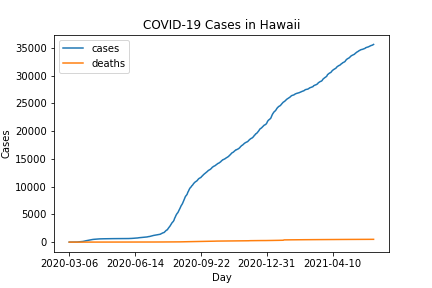 COVID-19 Cases in Hawaii
cases
deaths
35000
30000
25000
20000
15000
10000
5000
0
Cases
2020-03-06 2020-06-14 2020-09-22 2020-12-31 2021-04-10
Day